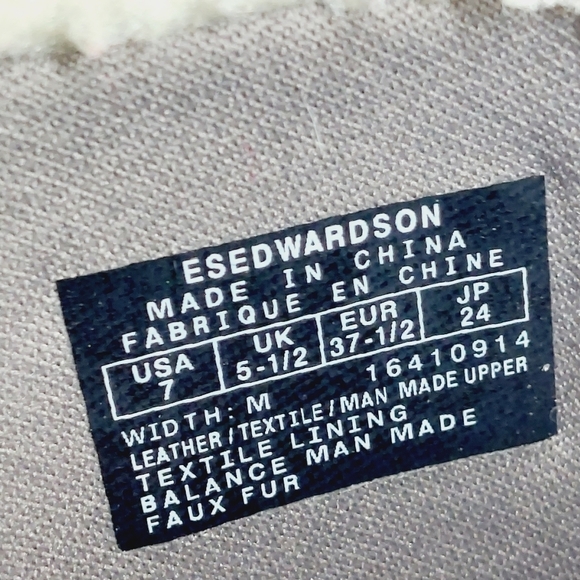 ESEDWARDSON
MADE IN CHINA
FABRIQUE EN CHINE
USA UK EUR JP
7 5-1/2 37-1/2 24
WIDTH: M 16410914
LEATHER/TEXTILE/MAN MADE UPPER
TEXTILE LINING
BALANCE MAN MADE
FAUX FUR